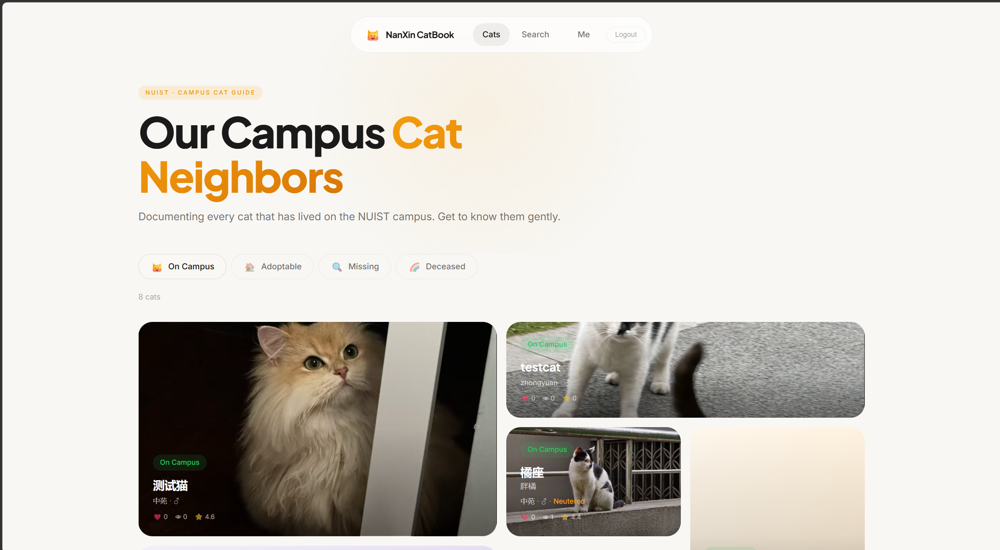 NanXin CatBook
Cats
Search
Me
Logout
NUIST · CAMPUS CAT GUIDE
Our Campus Cat
Neighbors
Documenting every cat that has lived on the NUIST campus. Get to know them gently.
On Campus
Adoptable
Missing
Deceased
8 cats
On Campus
测试猫
中苑 · ♂
0 0 4.6
On Campus
testcat
zhongyuan · ♂
0 0 0
On Campus
橘座
胖橘
中苑 · ♂ · Neutered
0 1 4.4